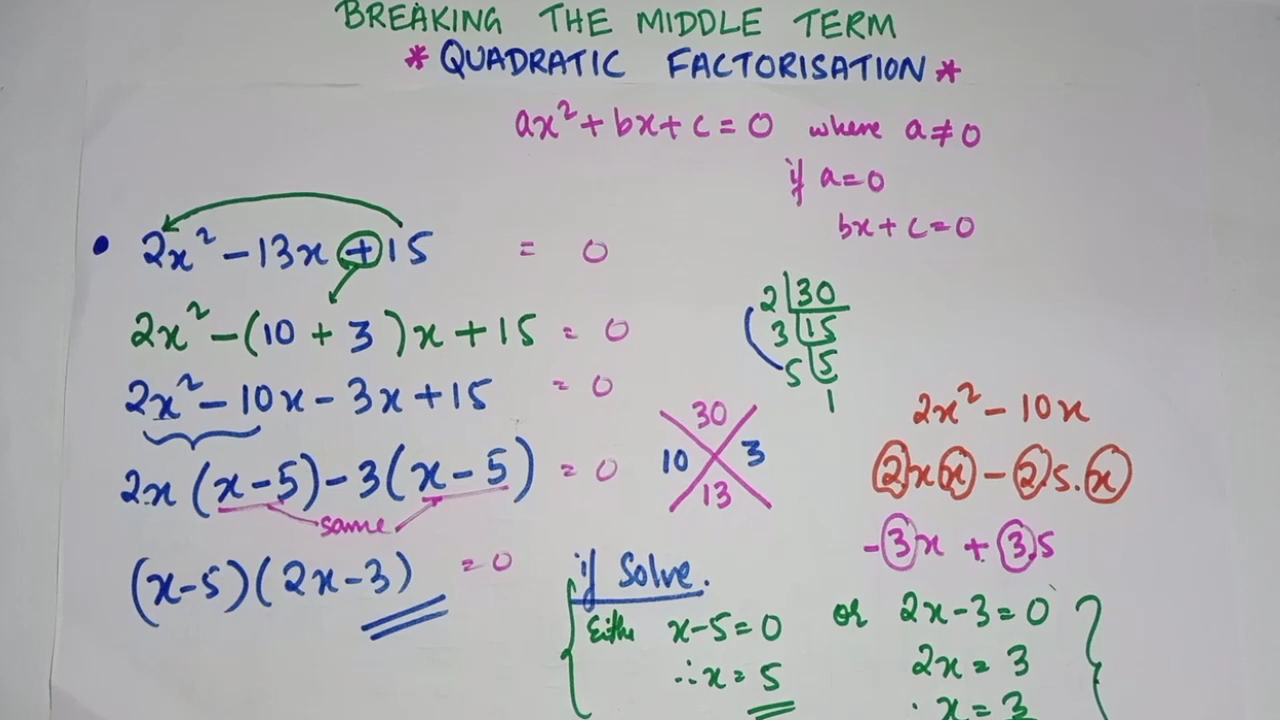 BREAKING THE MIDDLE TERM
* QUADRATIC FACTORISATION *
ax² + bx + c = 0 where a ≠ 0
if a = 0
bx + c = 0
• 2x² - 13x + 15 = 0
2x² - (10 + 3)x + 15 = 0
2x² - 10x - 3x + 15 = 0
2x (x - 5) - 3 (x - 5) = 0
same
(x - 5) (2x - 3) = 0
2 | 30
3 | 15
5 | 5
1
30
10 3
13
2x² - 10x
2x x - 2 5 . x
- 3 x + 3 . 5
if Solve.
x - 5 = 0 or 2x - 3 = 0
∴ x = 5
2x = 3
x = 3